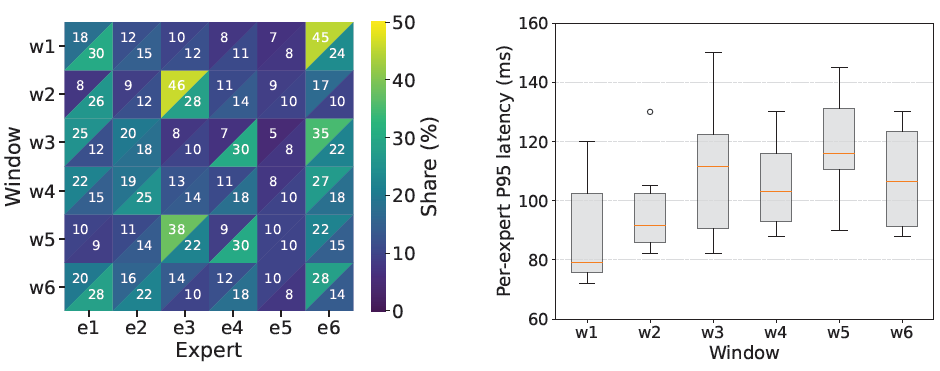 w1 18 30 12 15 10 12 8 11 7 8 45 24
w2 8 26 9 12 46 28 11 14 9 10 17 10
w3 25 12 20 18 8 10 7 30 5 8 35 22
w4 22 15 19 25 13 14 11 18 8 10 27 18
w5 10 9 11 14 38 22 9 30 10 10 22 15
w6 20 28 16 22 14 10 12 18 10 8 28 14
e1 e2 e3 e4 e5 e6
Expert
Window
50
40
30
20
10
0
Share (%)
160
140
120
100
80
60
Per-expert P95 latency (ms)
w1 w2 w3 w4 w5 w6
Window